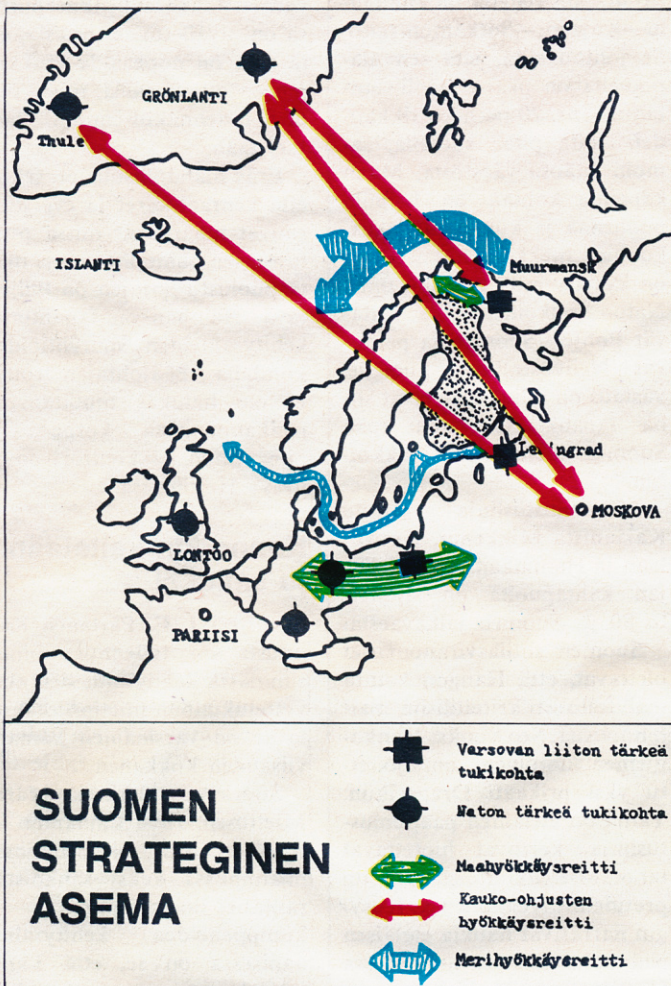 GRÖNLANTI
Thule
ISLANTI
Muurmansk
Leningrad
MOSKOVA
LONTOO
PARIISI
SUOMEN
STRATEGINEN
ASEMA
Varsovan liiton tärkeä
tukikohta
Naton tärkeä tukikohta
Maahyökkäysreitti
Kauko-ohjusten
hyökkäysreitti
Merihyökkäysreitti